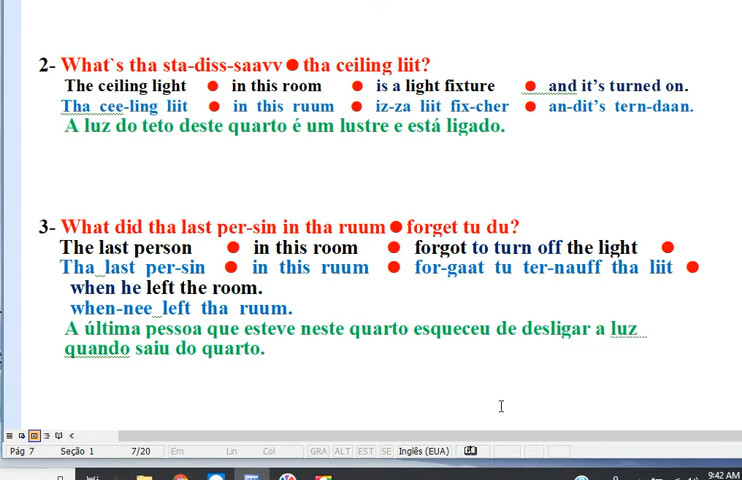 2- What`s tha sta-diss-saavv ● tha ceiling liit?
The ceiling light ● in this room ● is a light fixture ● and it’s turned on.
Tha cee-ling liit ● in this ruum ● iz-za liit fix-cher ● an-dit’s tern-daan.
A luz do teto deste quarto é um lustre e está ligado.
3- What did tha last per-sin in tha ruum ● forget tu du?
The last person ● in this room ● forgot to turn off the light ●
Tha last per-sin ● in this ruum ● for-gaat tu ter-nauff tha liit ●
when he left the room.
when-nee left tha ruum.
A última pessoa que esteve neste quarto esqueceu de desligar a luz
quando saiu do quarto.
Pág 7 Seção 1 7/20 Em Lin Col GRA ALT EST SE Inglês (EUA)
9:42 AM